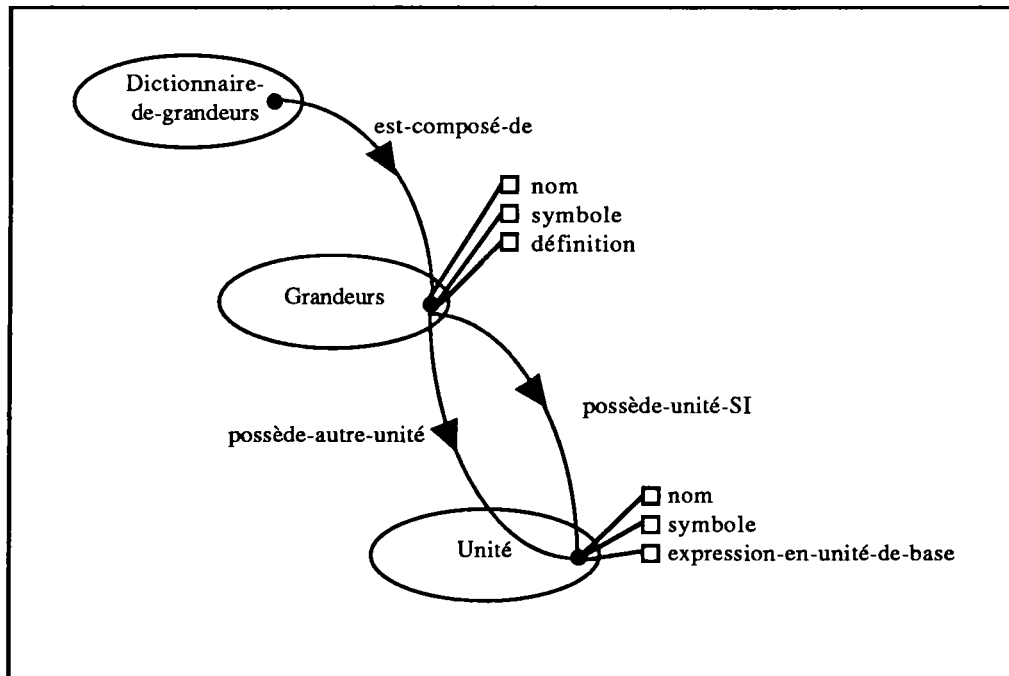 Dictionnaire-
de-grandeurs
est-composé-de
nom
symbole
définition
Grandeurs
possède-unité-SI
possède-autre-unité
nom
symbole
Unité
expression-en-unité-de-base